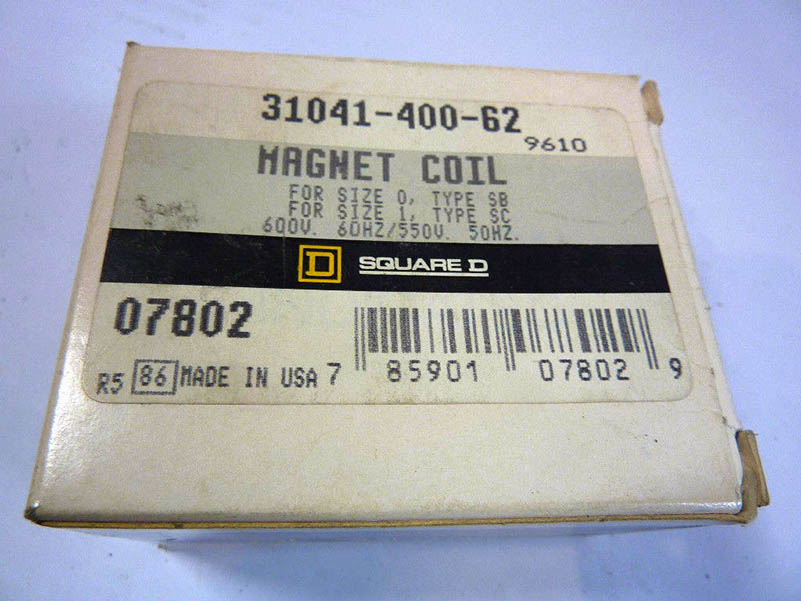 31041-400-62
9610
MAGNET COIL
FOR SIZE 0, TYPE SB
FOR SIZE 1, TYPE SC
600V. 60HZ/550V. 50HZ.
D SQUARE D
07802
R5 86 MADE IN USA 7 85901 07802 9